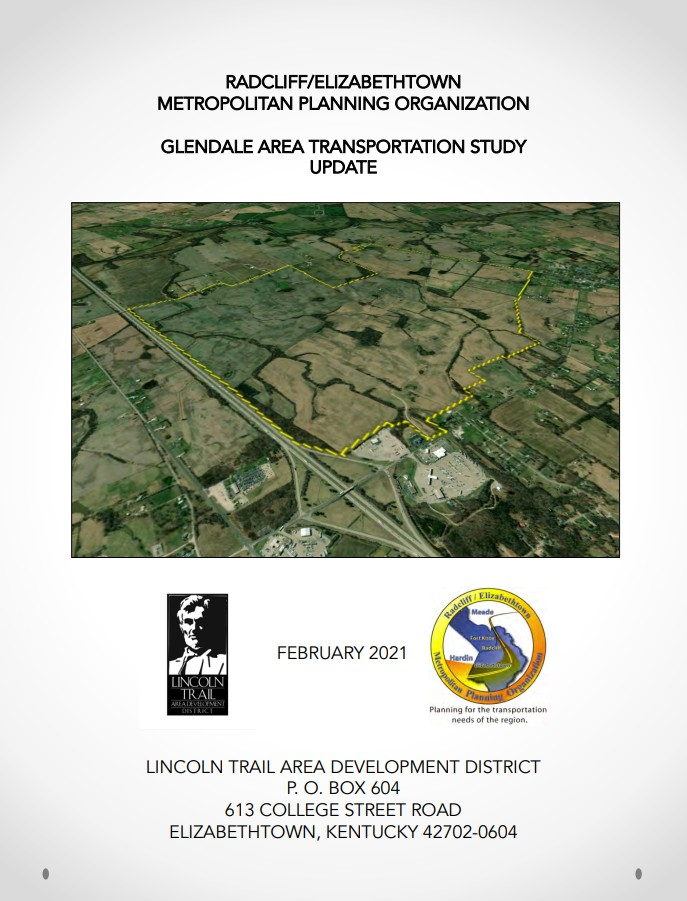 RADCLIFF/ELIZABETHTOWN
METROPOLITAN PLANNING ORGANIZATION
GLENDALE AREA TRANSPORTATION STUDY
UPDATE
LINCOLN
TRAIL
AREA DEVELOPMENT
DISTRICT
FEBRUARY 2021
Radcliff / Elizabethtown
Meade
Fort Knox
Radcliff
Hardin
Metropolitan Planning Organization
Planning for the transportation
needs of the region.
LINCOLN TRAIL AREA DEVELOPMENT DISTRICT
P. O. BOX 604
613 COLLEGE STREET ROAD
ELIZABETHTOWN, KENTUCKY 42702-0604